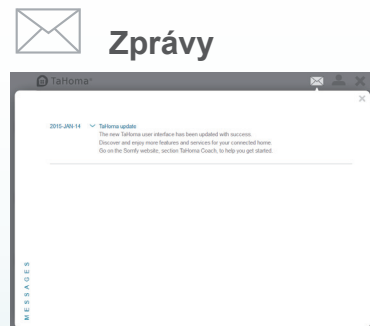 Zprávy
TaHoma
2015-JAN-14 TaHoma update
The new TaHoma user interface has been updated with success.
Discover and enjoy more features and services for your connected home.
Go on the Somfy website, section TaHoma Coach, to help you get started.
MESSAGES